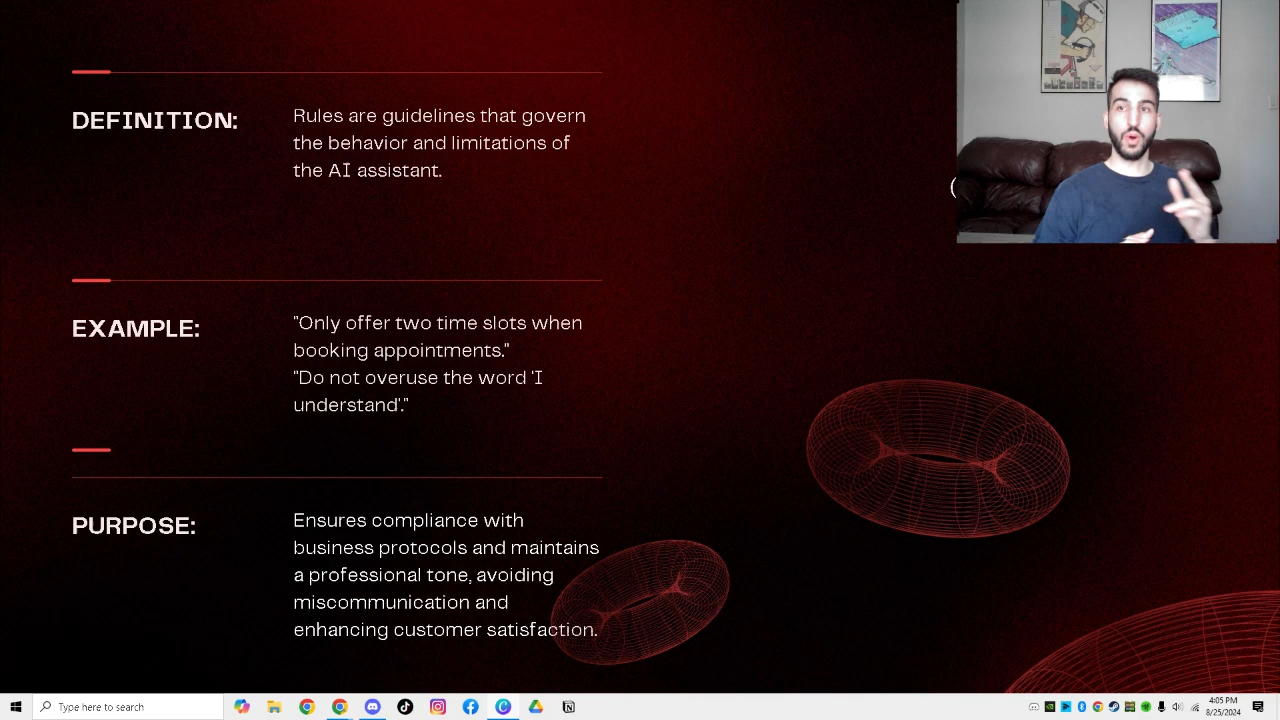 DEFINITION:
Rules are guidelines that govern
the behavior and limitations of
the AI assistant.
EXAMPLE:
"Only offer two time slots when
booking appointments."
"Do not overuse the word 'I
understand'."
PURPOSE:
Ensures compliance with
business protocols and maintains
a professional tone, avoiding
miscommunication and
enhancing customer satisfaction.
Type here to search
4:05 PM
8/25/2024